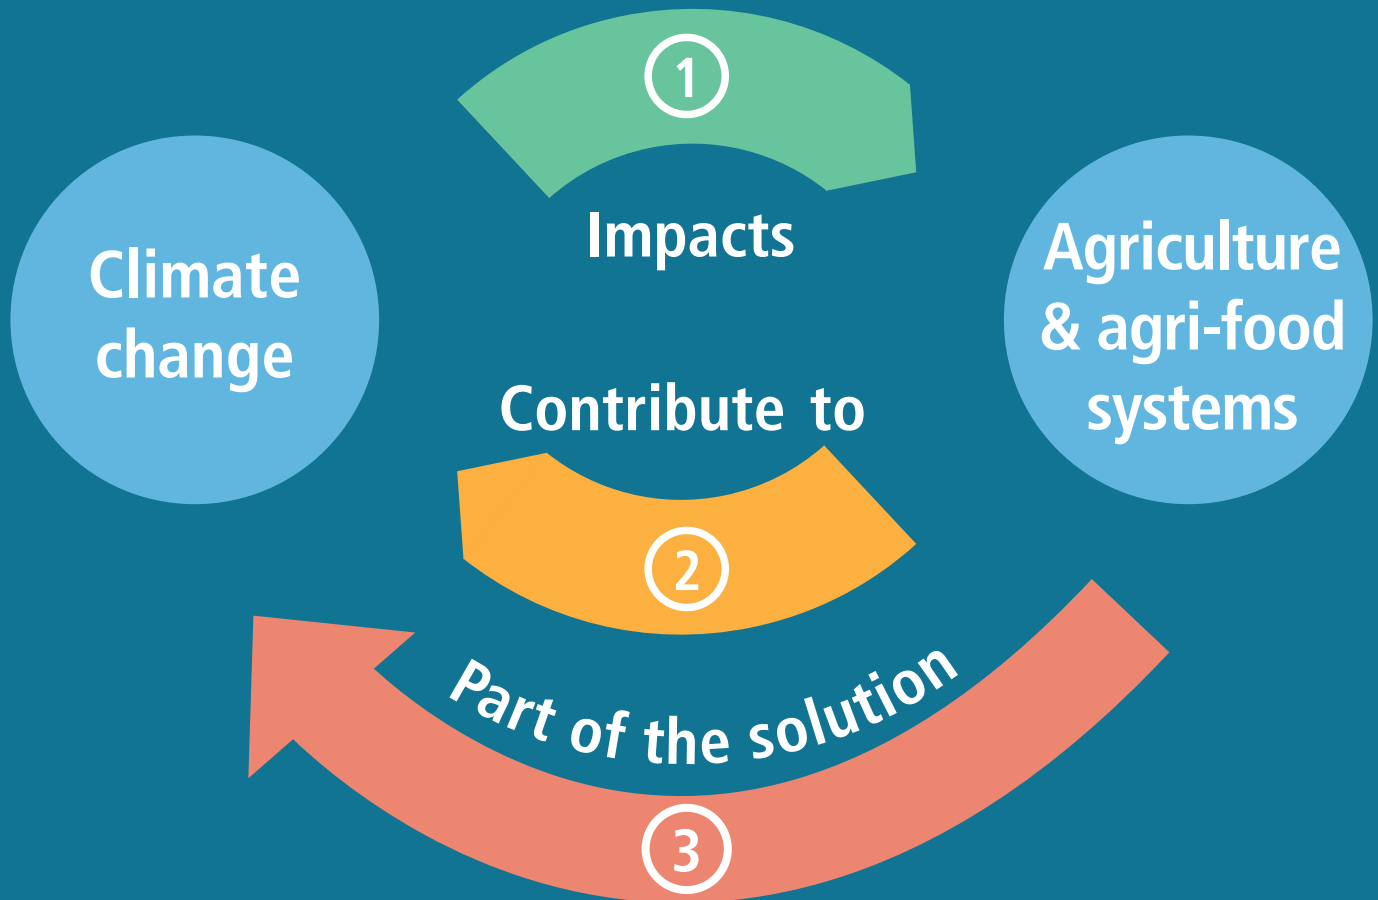 1
Impacts
Climate
change
Agriculture
& agri-food
systems
Contribute to
2
Part of the solution
3